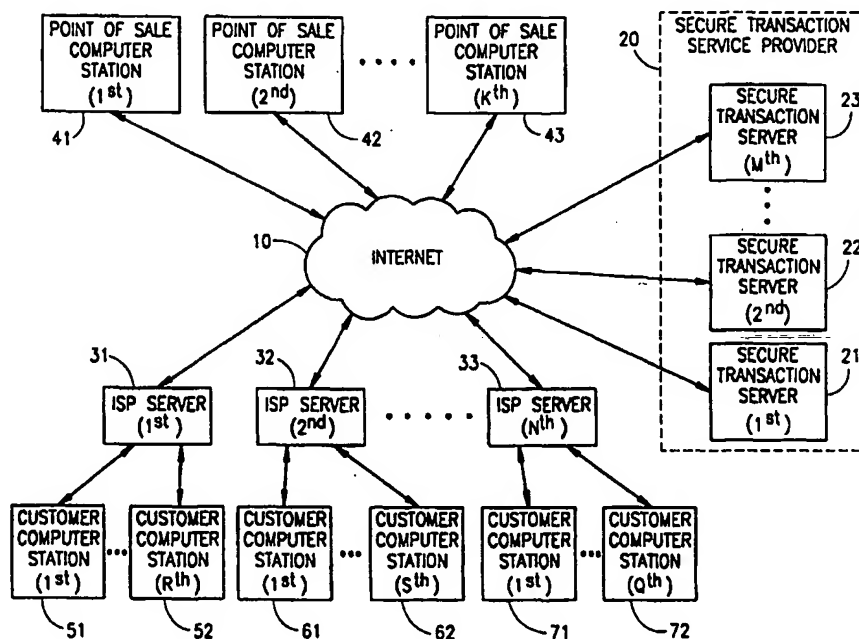 POINT OF SALE
COMPUTER
STATION
(1st)
41
POINT OF SALE
COMPUTER
STATION
(2nd)
42
POINT OF SALE
COMPUTER
STATION
(Kth)
43
20
SECURE TRANSACTION
SERVICE PROVIDER
SECURE
TRANSACTION
SERVER
(Mth)
23
10
INTERNET
SECURE
TRANSACTION
SERVER
(2nd)
22
SECURE
TRANSACTION
SERVER
(1st)
21
31
ISP SERVER
(1st)
32
ISP SERVER
(2nd)
33
ISP SERVER
(Nth)
CUSTOMER
COMPUTER
STATION
(1st)
51
CUSTOMER
COMPUTER
STATION
(Rth)
52
CUSTOMER
COMPUTER
STATION
(1st)
61
CUSTOMER
COMPUTER
STATION
(Sth)
62
CUSTOMER
COMPUTER
STATION
(1st)
71
CUSTOMER
COMPUTER
STATION
(Qth)
72